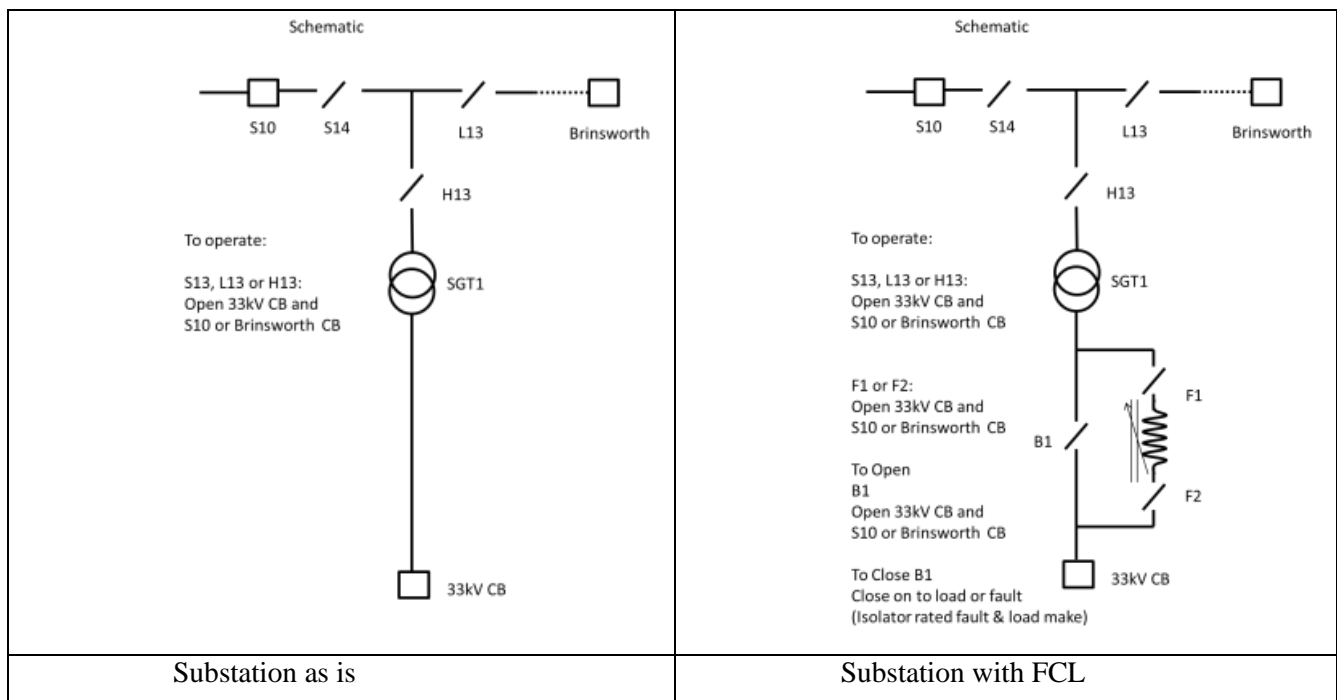 Schematic
S10
S14
L13
Brinsworth
H13
To operate:
S13, L13 or H13:
Open 33kV CB and
S10 or Brinsworth CB
SGT1
33kV CB
Substation as is
Schematic
S10
S14
L13
Brinsworth
H13
To operate:
S13, L13 or H13:
Open 33kV CB and
S10 or Brinsworth CB
SGT1
F1 or F2:
Open 33kV CB and
S10 or Brinsworth CB
F1
B1
To Open
B1
Open 33kV CB and
S10 or Brinsworth CB
F2
To Close B1
Close on to load or fault
(Isolator rated fault & load make)
33kV CB
Substation with FCL